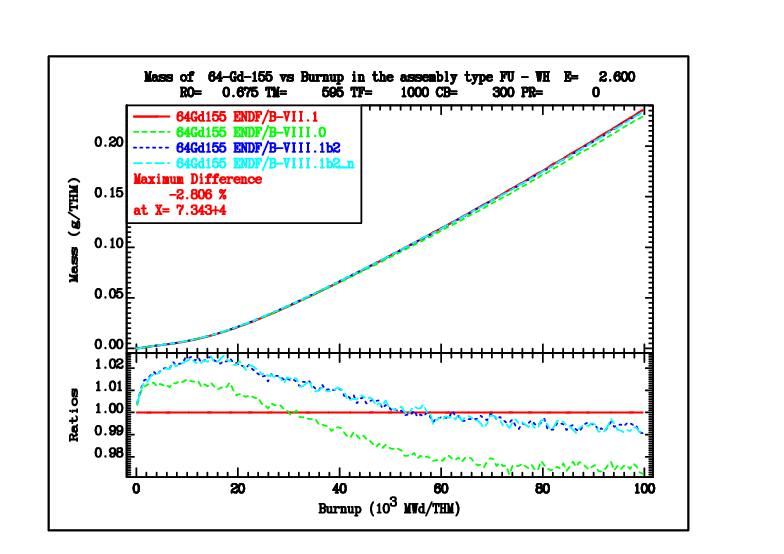 Mass of 64-Gd-155 vs Burnup in the assembly type FU - WH E= 2.600
RO= 0.675 TM= 595 TF= 1000 CB= 300 PR= 0
64Gd155 ENDF/B-VII.1
64Gd155 ENDF/B-VIII.0
64Gd155 ENDF/B-VIII.1b2
64Gd155 ENDF/B-VIII.1b2_n
Maximum Difference
-2.806 %
at X= 7.343+4
Mass (g/THM)
0.20
0.15
0.10
0.05
0.00
Ratios
1.02
1.01
1.00
0.99
0.98
0 20 40 60 80 100
Burnup (10³ MWd/THM)